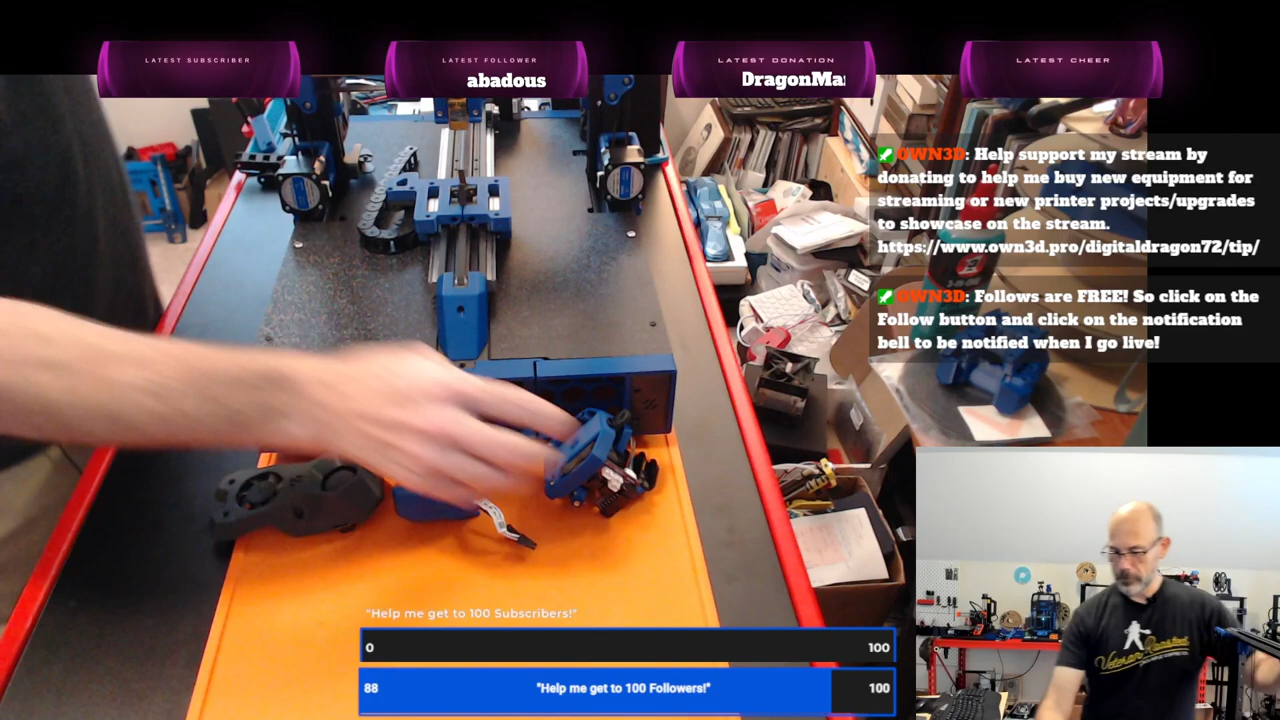 LATEST SUBSCRIBER
LATEST FOLLOWER
abadous
LATEST DONATION
DragonMa
LATEST CHEER
OWN3D: Help support my stream by
donating to help me buy new equipment for
streaming or new printer projects/upgrades
to showcase on the stream.
https://www.own3d.pro/digitaldragon72/tip/
OWN3D: Follows are FREE! So click on the
Follow button and click on the notification
bell to be notified when I go live!
"Help me get to 100 Subscribers!"
0 100
88 "Help me get to 100 Followers!" 100
Veteran Roasted